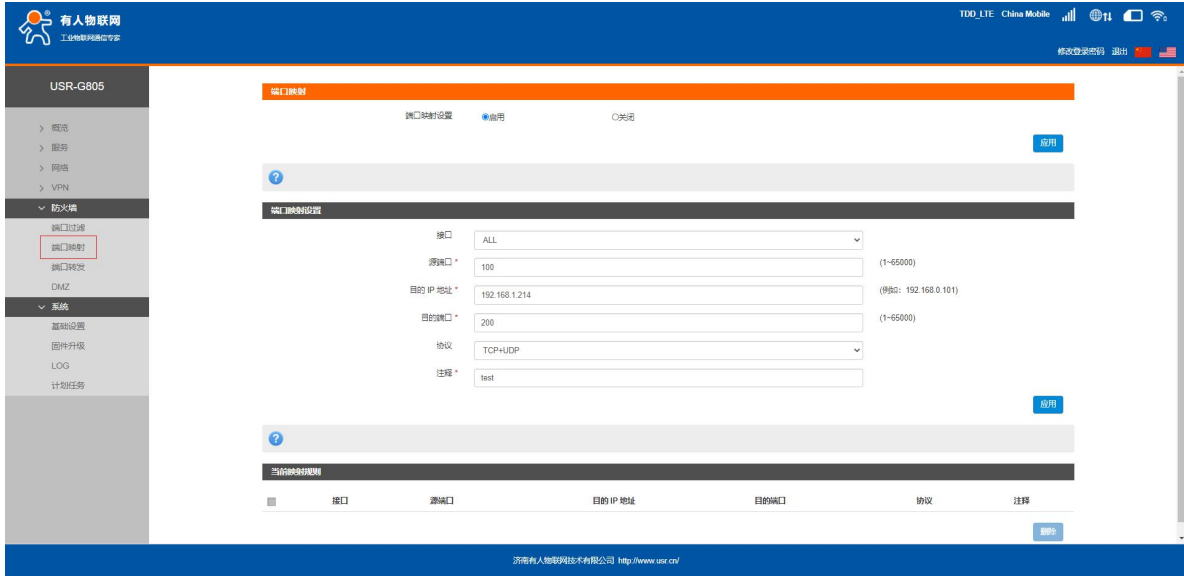 有人物联网
工业物联网通信专家
TDD_LTE China Mobile
修改登录密码 退出
USR-G805
概览
服务
网络
VPN
防火墙
端口过滤
端口映射
端口转发
DMZ
系统
基础设置
固件升级
LOG
计划任务
端口映射
端口映射设置 启用 关闭
应用
端口映射设置
接口 ALL
源端口 * 100 (1~65000)
目的 IP 地址 * 192.168.1.214 (例如：192.168.0.101)
目的端口 * 200 (1~65000)
协议 TCP+UDP
注释 * test
应用
当前映射规则
接口 源端口 目的 IP 地址 目的端口 协议 注释
删除
济南有人物联网技术有限公司 http://www.usr.cn/